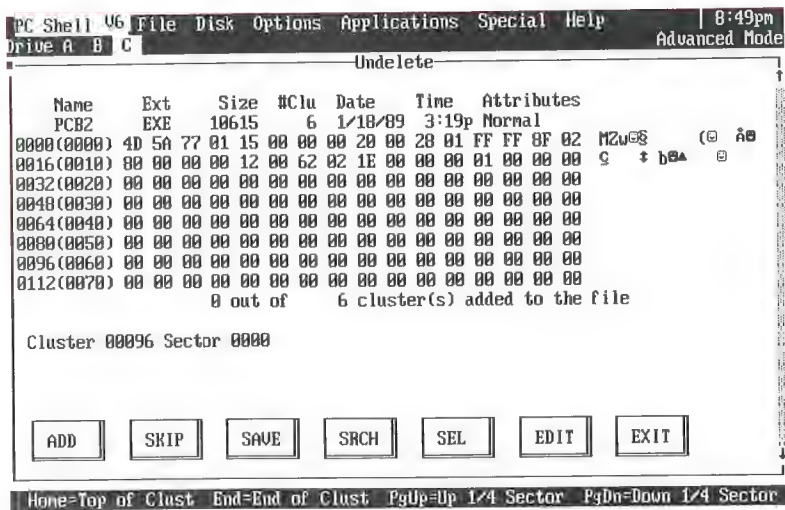 PC Shell V6 File Disk Options Applications Special Help 8:49pm
Drive A B C Advanced Mode
Undelete
Name Ext Size #Clu Date Time Attributes
PCB2 EXE 10615 6 1/18/89 3:19p Normal
0000(0000) 4D 5A 77 01 15 00 00 00 20 00 28 01 FF FF 8F 02 MZw☺§ (☺ Å☻
0016(0010) 80 00 00 00 12 00 62 02 1E 00 00 00 01 00 00 00 Ç ↕ b☻▲ ☺
0032(0020) 00 00 00 00 00 00 00 00 00 00 00 00 00 00 00 00
0048(0030) 00 00 00 00 00 00 00 00 00 00 00 00 00 00 00 00
0064(0040) 00 00 00 00 00 00 00 00 00 00 00 00 00 00 00 00
0080(0050) 00 00 00 00 00 00 00 00 00 00 00 00 00 00 00 00
0096(0060) 00 00 00 00 00 00 00 00 00 00 00 00 00 00 00 00
0112(0070) 00 00 00 00 00 00 00 00 00 00 00 00 00 00 00 00
0 out of 6 cluster(s) added to the file
Cluster 00096 Sector 0000
ADD SKIP SAVE SRCH SEL EDIT EXIT
Home=Top of Clust End=End of Clust PgUp=Up 1/4 Sector PgDn=Down 1/4 Sector